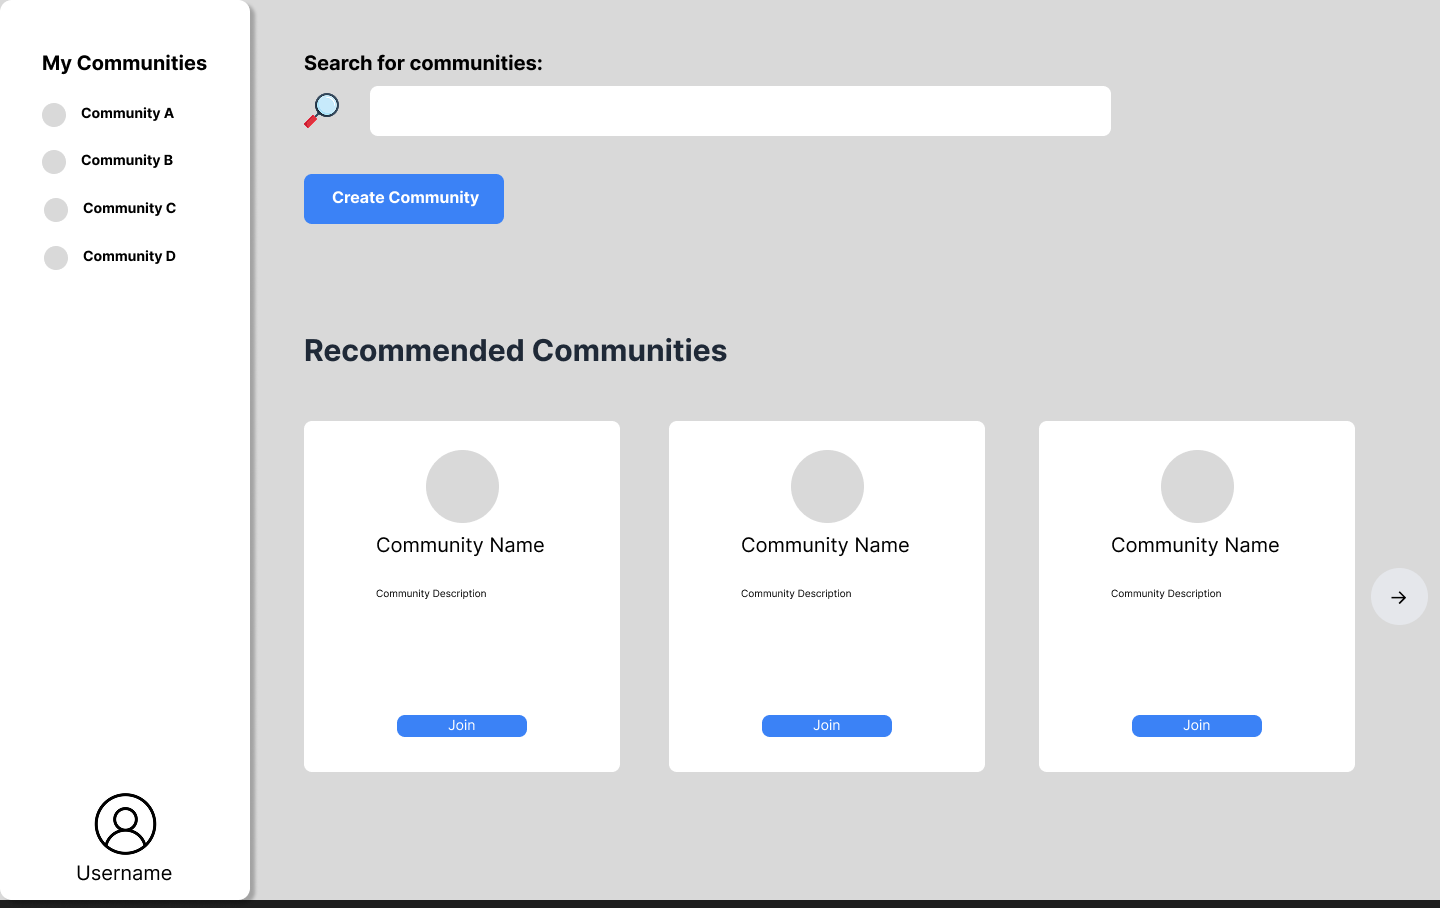 My Communities
Community A
Community B
Community C
Community D
Username
Search for communities:
Create Community
Recommended Communities
Community Name
Community Description
Join
Community Name
Community Description
Join
Community Name
Community Description
Join